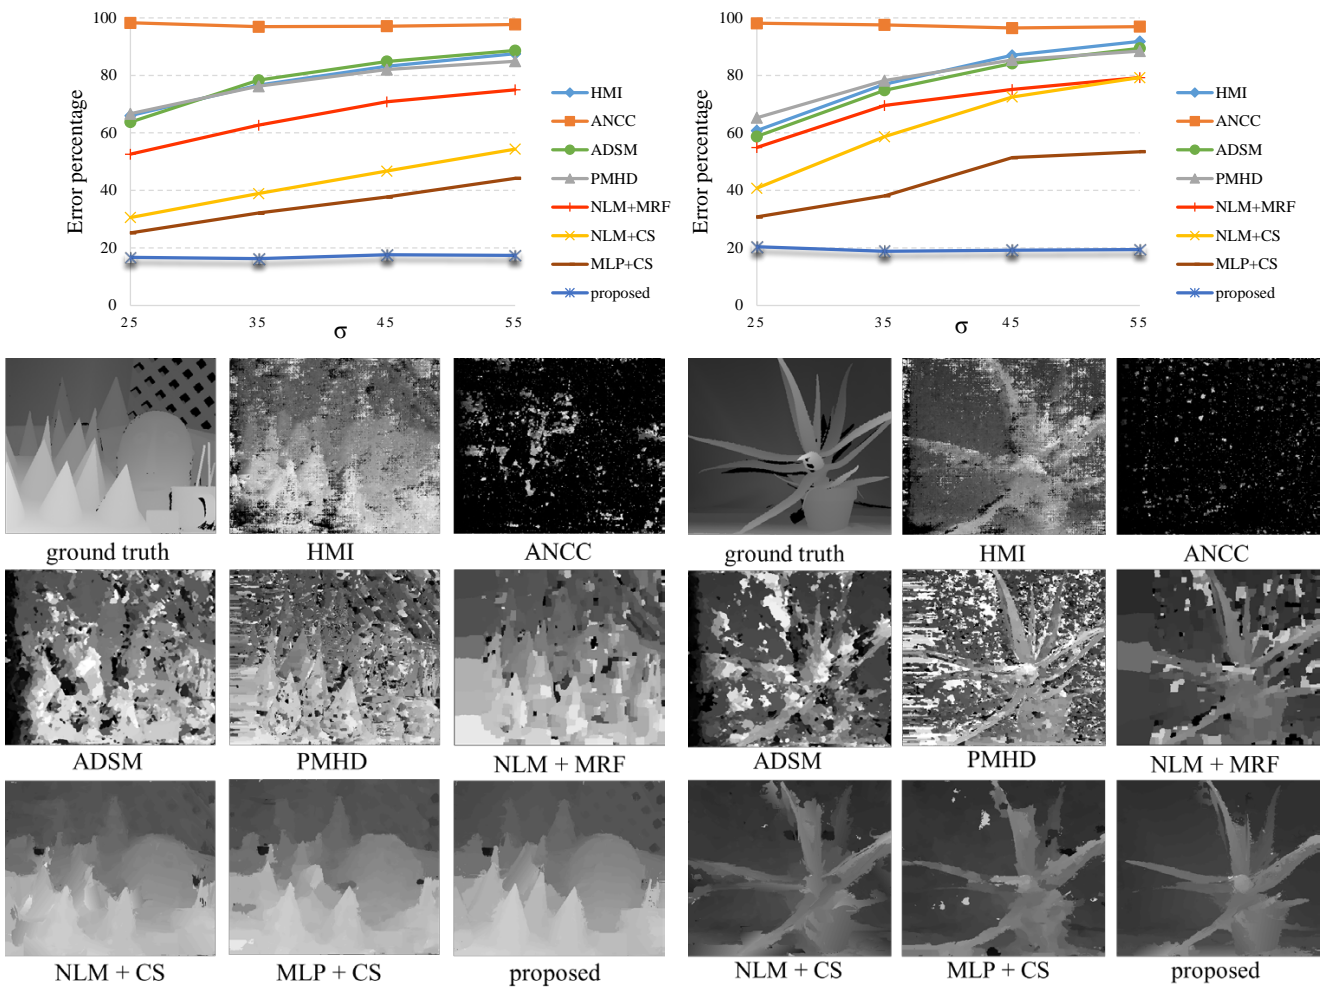 100
80
60
40
20
0
Error percentage
25 35 45 55
σ
HMI
ANCC
ADSM
PMHD
NLM+MRF
NLM+CS
MLP+CS
proposed
100
80
60
40
20
0
Error percentage
25 35 45 55
σ
HMI
ANCC
ADSM
PMHD
NLM+MRF
NLM+CS
MLP+CS
proposed
ground truth HMI ANCC
ADSM PMHD NLM + MRF
NLM + CS MLP + CS proposed
ground truth HMI ANCC
ADSM PMHD NLM + MRF
NLM + CS MLP + CS proposed